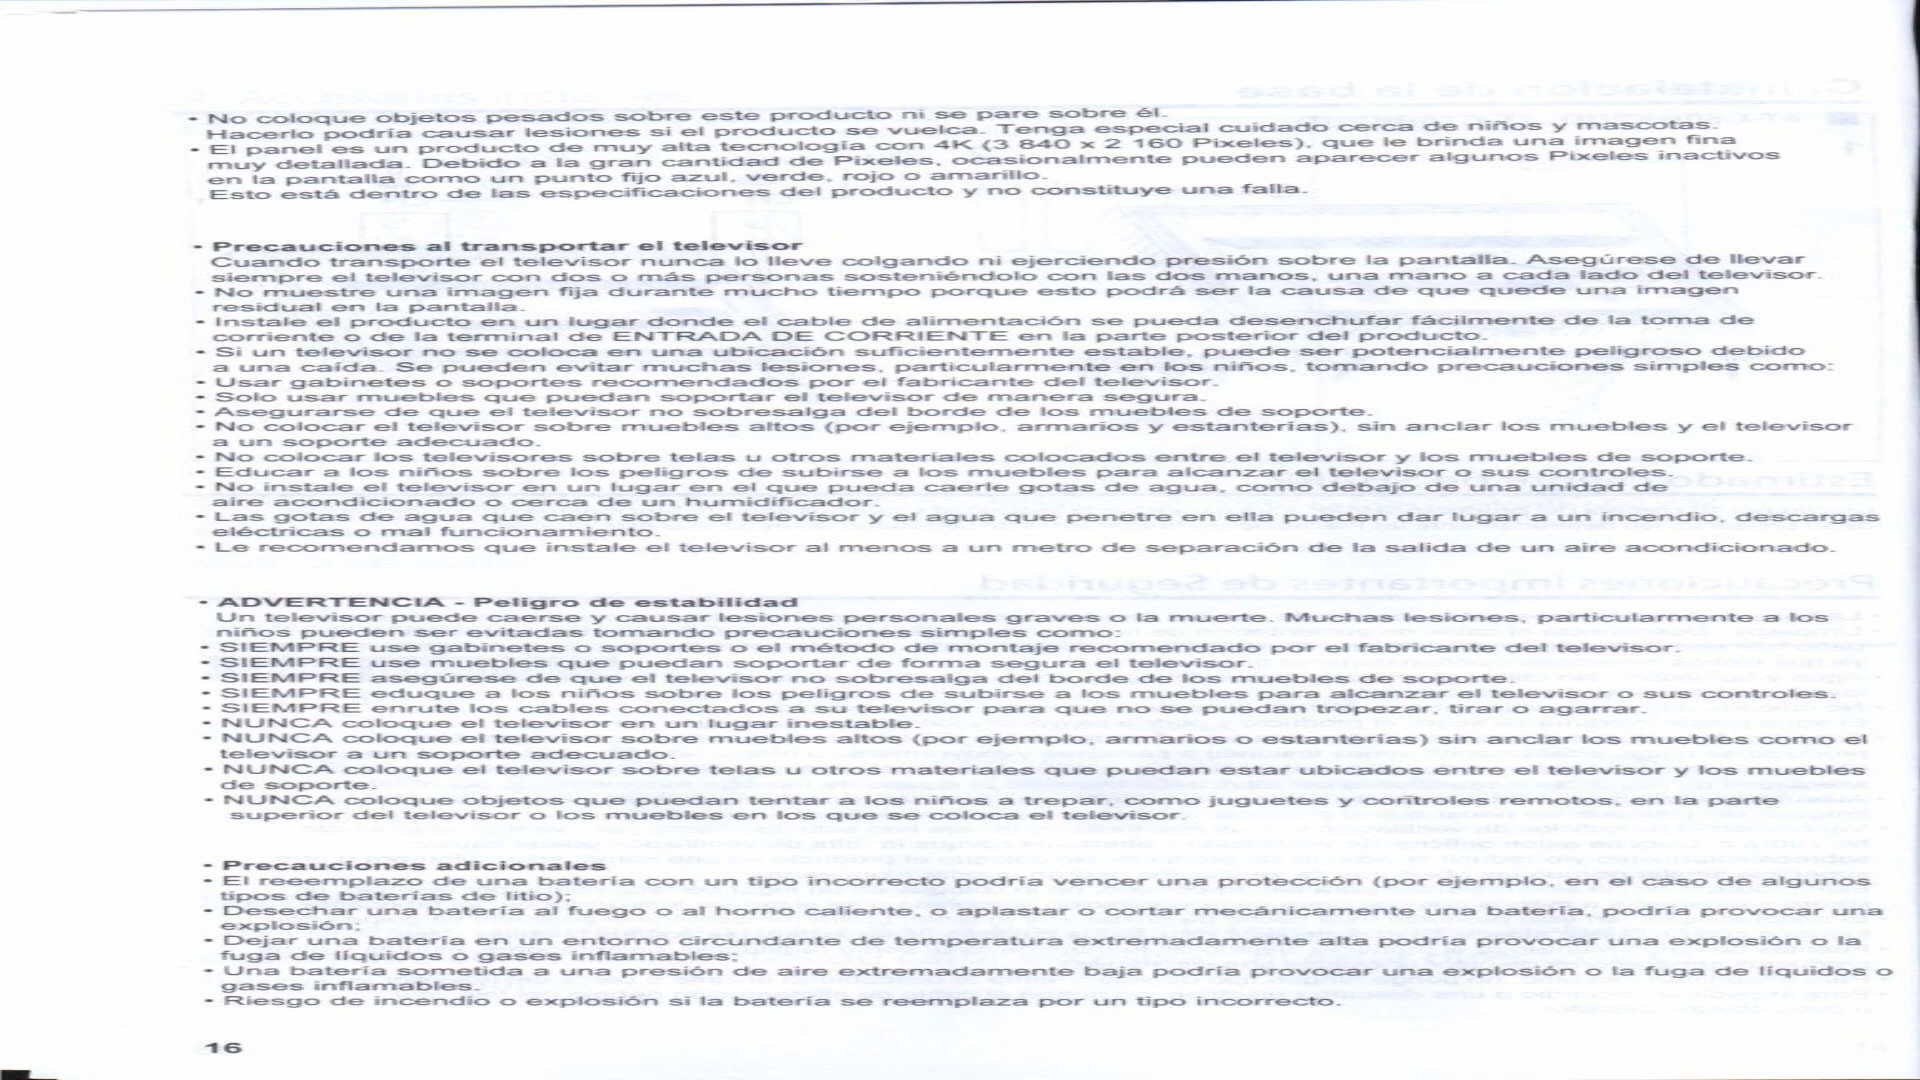 • No coloque objetos pesados sobre este producto ni se pare sobre él.
Hacerlo podría causar lesiones si el producto se vuelca. Tenga especial cuidado cerca de niños y mascotas.
• El panel es un producto de muy alta tecnología con 4K (3 840 x 2 160 Pixeles), que le brinda una imagen fina
muy detallada. Debido a la gran cantidad de Pixeles, ocasionalmente pueden aparecer algunos Pixeles inactivos
en la pantalla como un punto fijo azul, verde, rojo o amarillo.
Esto está dentro de las especificaciones del producto y no constituye una falla.
• Precauciones al transportar el televisor
Cuando transporte el televisor nunca lo lleve colgando ni ejerciendo presión sobre la pantalla. Asegúrese de llevar
siempre el televisor con dos o más personas sosteniéndolo con las dos manos, una mano a cada lado del televisor.
• No muestre una imagen fija durante mucho tiempo porque esto podrá ser la causa de que quede una imagen
residual en la pantalla.
• Instale el producto en un lugar donde el cable de alimentación se pueda desenchufar fácilmente de la toma de
corriente o de la terminal de ENTRADA DE CORRIENTE en la parte posterior del producto.
• Si un televisor no se coloca en una ubicación suficientemente estable, puede ser potencialmente peligroso debido
a una caída. Se pueden evitar muchas lesiones, particularmente en los niños, tomando precauciones simples como:
• Usar gabinetes o soportes recomendados por el fabricante del televisor.
• Solo usar muebles que puedan soportar el televisor de manera segura.
• Asegurarse de que el televisor no sobresalga del borde de los muebles de soporte.
• No colocar el televisor sobre muebles altos (por ejemplo, armarios y estanterías), sin anclar los muebles y el televisor
a un soporte adecuado.
• No colocar los televisores sobre telas u otros materiales colocados entre el televisor y los muebles de soporte.
• Educar a los niños sobre los peligros de subirse a los muebles para alcanzar el televisor o sus controles.
• No instale el televisor en un lugar en el que pueda caerle gotas de agua, como debajo de una unidad de
aire acondicionado o cerca de un humidificador.
• Las gotas de agua que caen sobre el televisor y el agua que penetre en ella pueden dar lugar a un incendio, descargas
eléctricas o mal funcionamiento.
• Le recomendamos que instale el televisor al menos a un metro de separación de la salida de un aire acondicionado.
• ADVERTENCIA - Peligro de estabilidad
Un televisor puede caerse y causar lesiones personales graves o la muerte. Muchas lesiones, particularmente a los
niños pueden ser evitadas tomando precauciones simples como:
• SIEMPRE use gabinetes o soportes o el método de montaje recomendado por el fabricante del televisor.
• SIEMPRE use muebles que puedan soportar de forma segura el televisor.
• SIEMPRE asegúrese de que el televisor no sobresalga del borde de los muebles de soporte.
• SIEMPRE eduque a los niños sobre los peligros de subirse a los muebles para alcanzar el televisor o sus controles.
• SIEMPRE enrute los cables conectados a su televisor para que no se puedan tropezar, tirar o agarrar.
• NUNCA coloque el televisor en un lugar inestable.
• NUNCA coloque el televisor sobre muebles altos (por ejemplo, armarios o estanterías) sin anclar los muebles como el
televisor a un soporte adecuado.
• NUNCA coloque el televisor sobre telas u otros materiales que puedan estar ubicados entre el televisor y los muebles
de soporte.
• NUNCA coloque objetos que puedan tentar a los niños a trepar, como juguetes y controles remotos, en la parte
superior del televisor o los muebles en los que se coloca el televisor.
• Precauciones adicionales
• El reeemplazo de una batería con un tipo incorrecto podría vencer una protección (por ejemplo, en el caso de algunos
tipos de baterías de litio);
• Desechar una batería al fuego o al horno caliente, o aplastar o cortar mecánicamente una batería, podría provocar una
explosión;
• Dejar una batería en un entorno circundante de temperatura extremadamente alta podría provocar una explosión o la
fuga de líquidos o gases inflamables;
• Una batería sometida a una presión de aire extremadamente baja podría provocar una explosión o la fuga de líquidos o
gases inflamables.
• Riesgo de incendio o explosión si la batería se reemplaza por un tipo incorrecto.
16